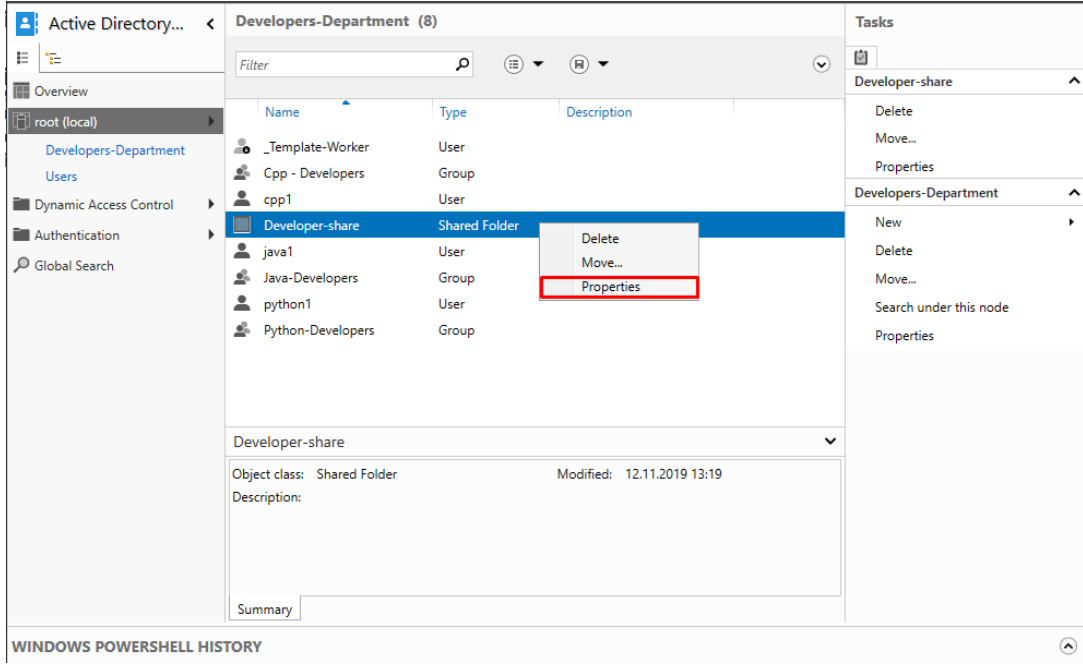 Active Directory...
Developers-Department (8)
Tasks
Filter
Overview
root (local)
Developers-Department
Users
Dynamic Access Control
Authentication
Global Search
Name Type Description
_Template-Worker User
Cpp - Developers Group
cpp1 User
Developer-share Shared Folder
java1 User
Java-Developers Group
python1 User
Python-Developers Group
Delete
Move...
Properties
Developer-share
Object class: Shared Folder Modified: 12.11.2019 13:19
Description:
Summary
Developer-share
Delete
Move...
Properties
Developers-Department
New
Delete
Move...
Search under this node
Properties
WINDOWS POWERSHELL HISTORY